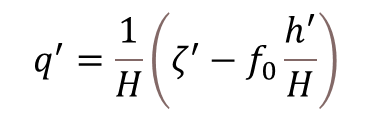 q′ = 1/H (ζ′ − f₀ h′/H)